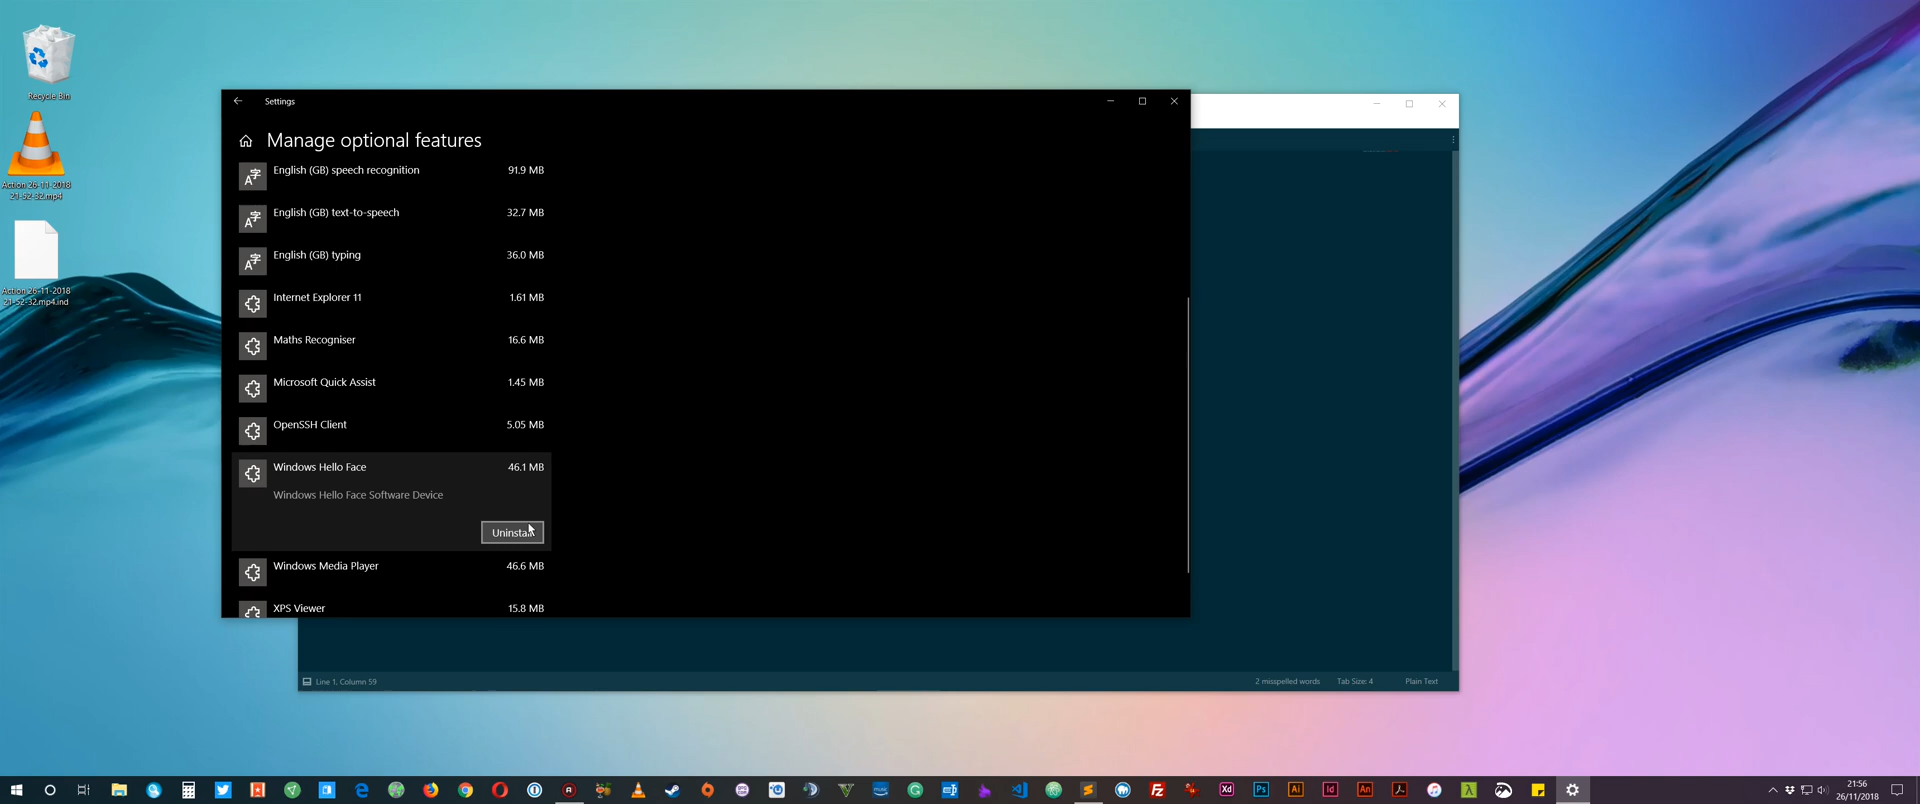 Recycle Bin
Action 26-11-2018
21-52-32.mp4
Action 26-11-2018
21-52-32.mp4.ind
Settings
Manage optional features
English (GB) speech recognition 91.9 MB
English (GB) text-to-speech 32.7 MB
English (GB) typing 36.0 MB
Internet Explorer 11 1.61 MB
Maths Recogniser 16.6 MB
Microsoft Quick Assist 1.45 MB
OpenSSH Client 5.05 MB
Windows Hello Face 46.1 MB
Windows Hello Face Software Device
Uninstall
Windows Media Player 46.6 MB
XPS Viewer 15.8 MB
Line 1, Column 59 2 misspelled words Tab Size: 4 Plain Text
Xd Ps Ai Id An
21:56
26/11/2018